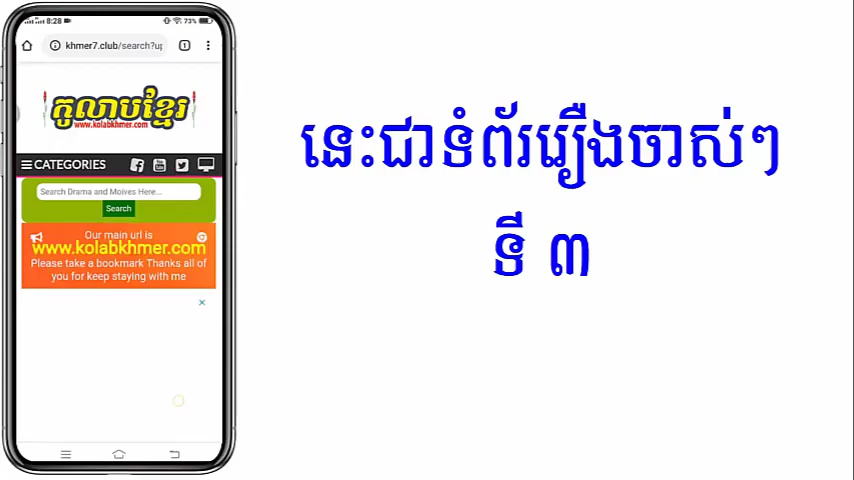 8:28
73%
khmer7.club/search?up
1
កូលាបខ្មែរ
www.kolabkhmer.com
CATEGORIES
Search Drama and Moives Here...
Search
Our main url is
www.kolabkhmer.com
Please take a bookmark Thanks all of
you for keep staying with me
នេះជាទំព័ររឿងចាស់ៗ
ទី ៣